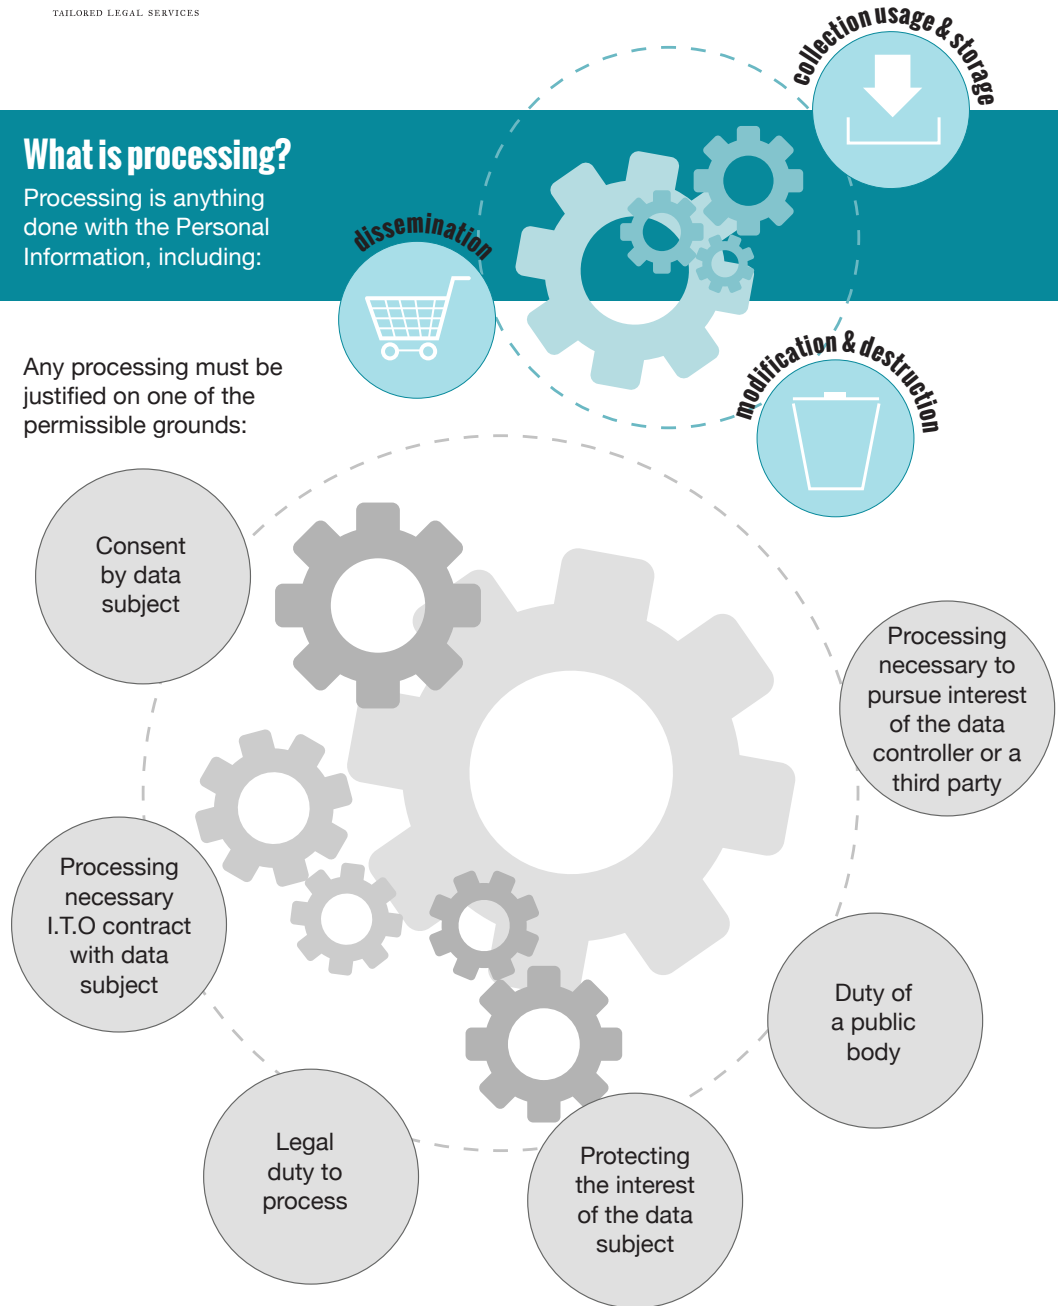 TAILORED LEGAL SERVICES
collection usage & storage
What is processing?
Processing is anything
done with the Personal
Information, including:
dissemination
modification & destruction
Any processing must be
justified on one of the
permissible grounds:
Consent
by data
subject
Processing
necessary to
pursue interest
of the data
controller or a
third party
Processing
necessary
I.T.O contract
with data
subject
Duty of
a public
body
Legal
duty to
process
Protecting
the interest
of the data
subject